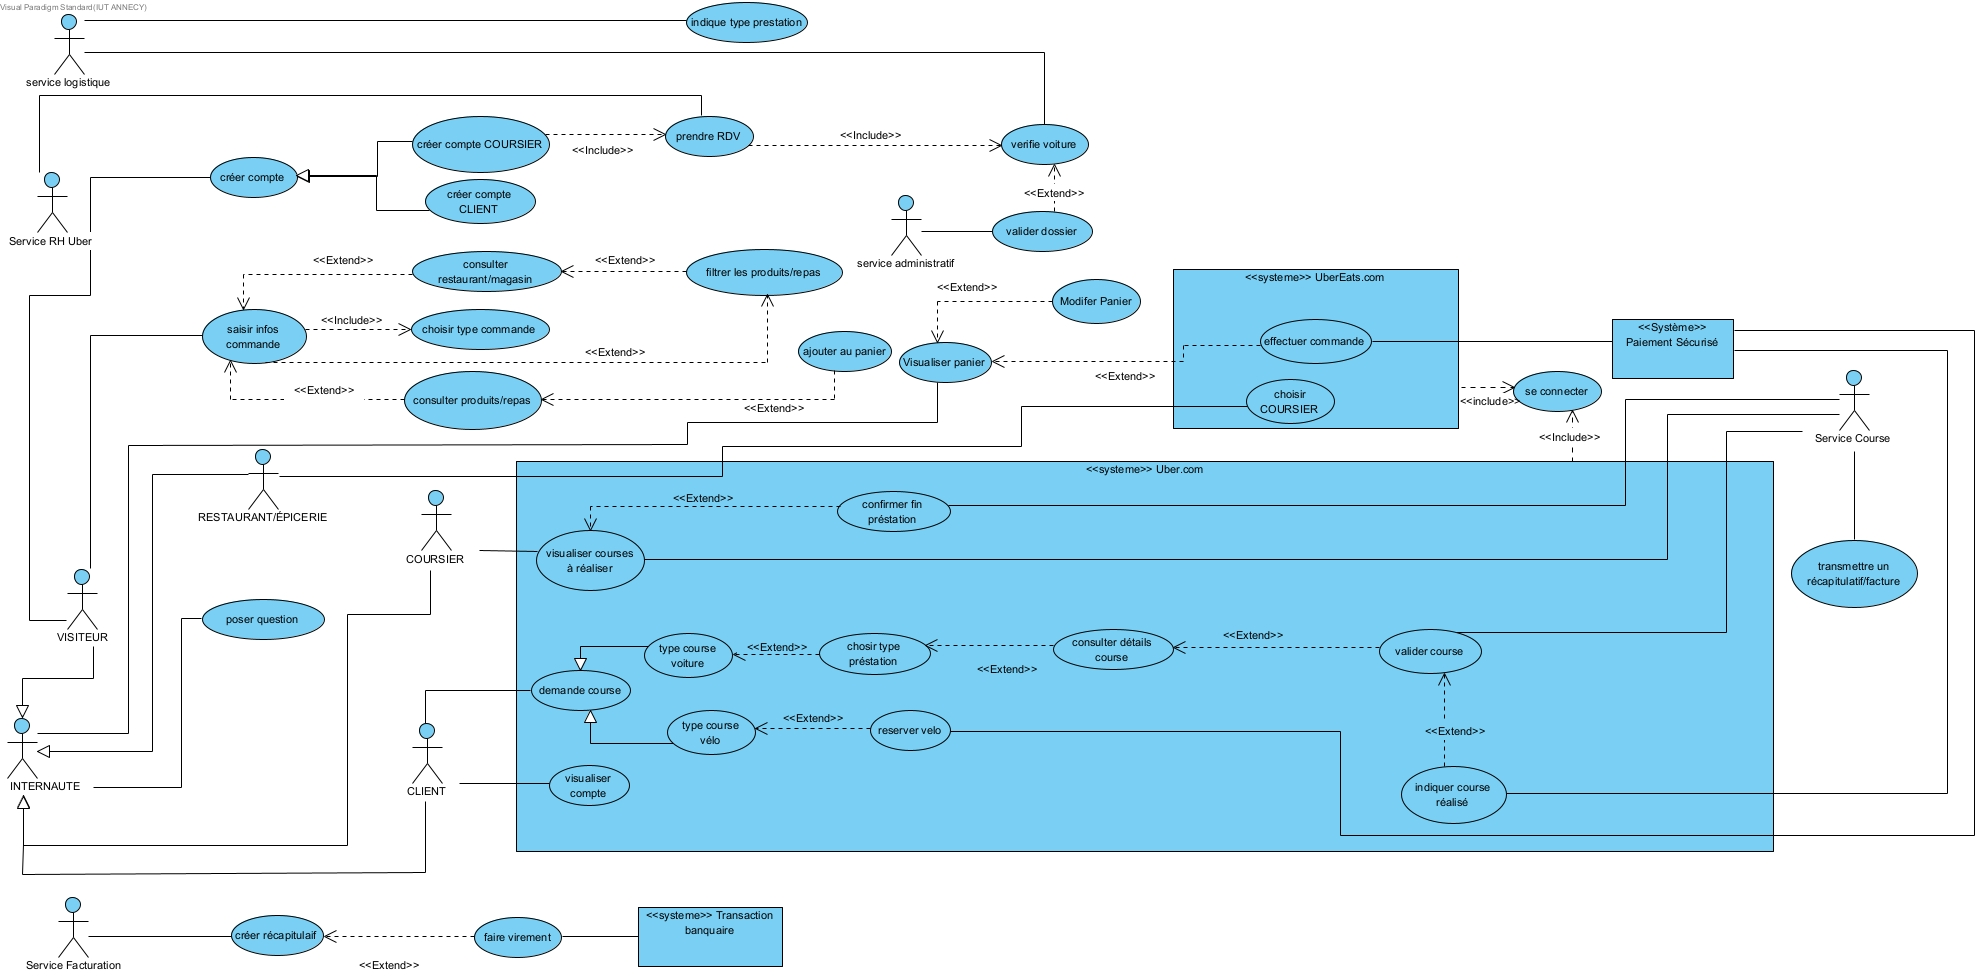 Visual Paradigm Standard(IUT ANNECY)
indique type prestation
service logistique
créer compte COURSIER
<<Include>>
prendre RDV
<<Include>>
verifie voiture
créer compte
créer compte
CLIENT
<<Extend>>
Service RH Uber
service administratif
valider dossier
<<Extend>>
consulter
restaurant/magasin
<<Extend>>
filtrer les produits/repas
<<systeme>> UberEats.com
<<Extend>>
Modifer Panier
saisir infos
commande
<<Include>>
choisir type commande
<<Extend>>
ajouter au panier
Visualiser panier
effectuer commande
<<Système>>
Paiement Sécurisé
<<Extend>>
<<Extend>>
consulter produits/repas
<<Extend>>
choisir
COURSIER
<<include>>
se connecter
<<Include>>
Service Course
RESTAURANT/ÉPICERIE
<<systeme>> Uber.com
<<Extend>>
confirmer fin
préstation
COURSIER
visualiser courses
à réaliser
transmettre un
récapitulatif/facture
VISITEUR
poser question
type course
voiture
<<Extend>>
chosir type
préstation
<<Extend>>
consulter détails
course
<<Extend>>
valider course
demande course
type course
vélo
<<Extend>>
reserver velo
<<Extend>>
INTERNAUTE
CLIENT
visualiser
compte
indiquer course
réalisé
Service Facturation
créer récapitulaif
<<Extend>>
faire virement
<<systeme>> Transaction
banquaire